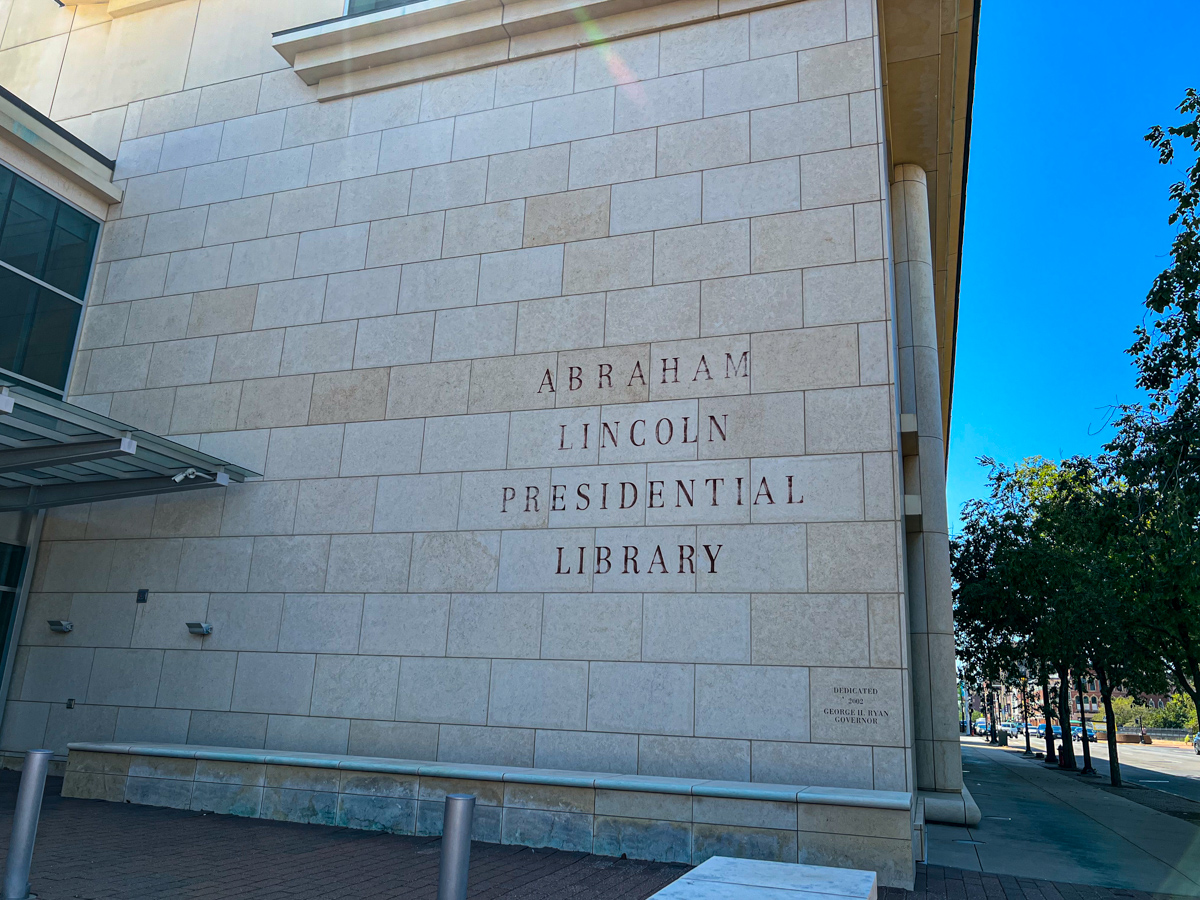 ABRAHAM
LINCOLN
PRESIDENTIAL
LIBRARY
DEDICATED
2002
GEORGE H. RYAN
GOVERNOR